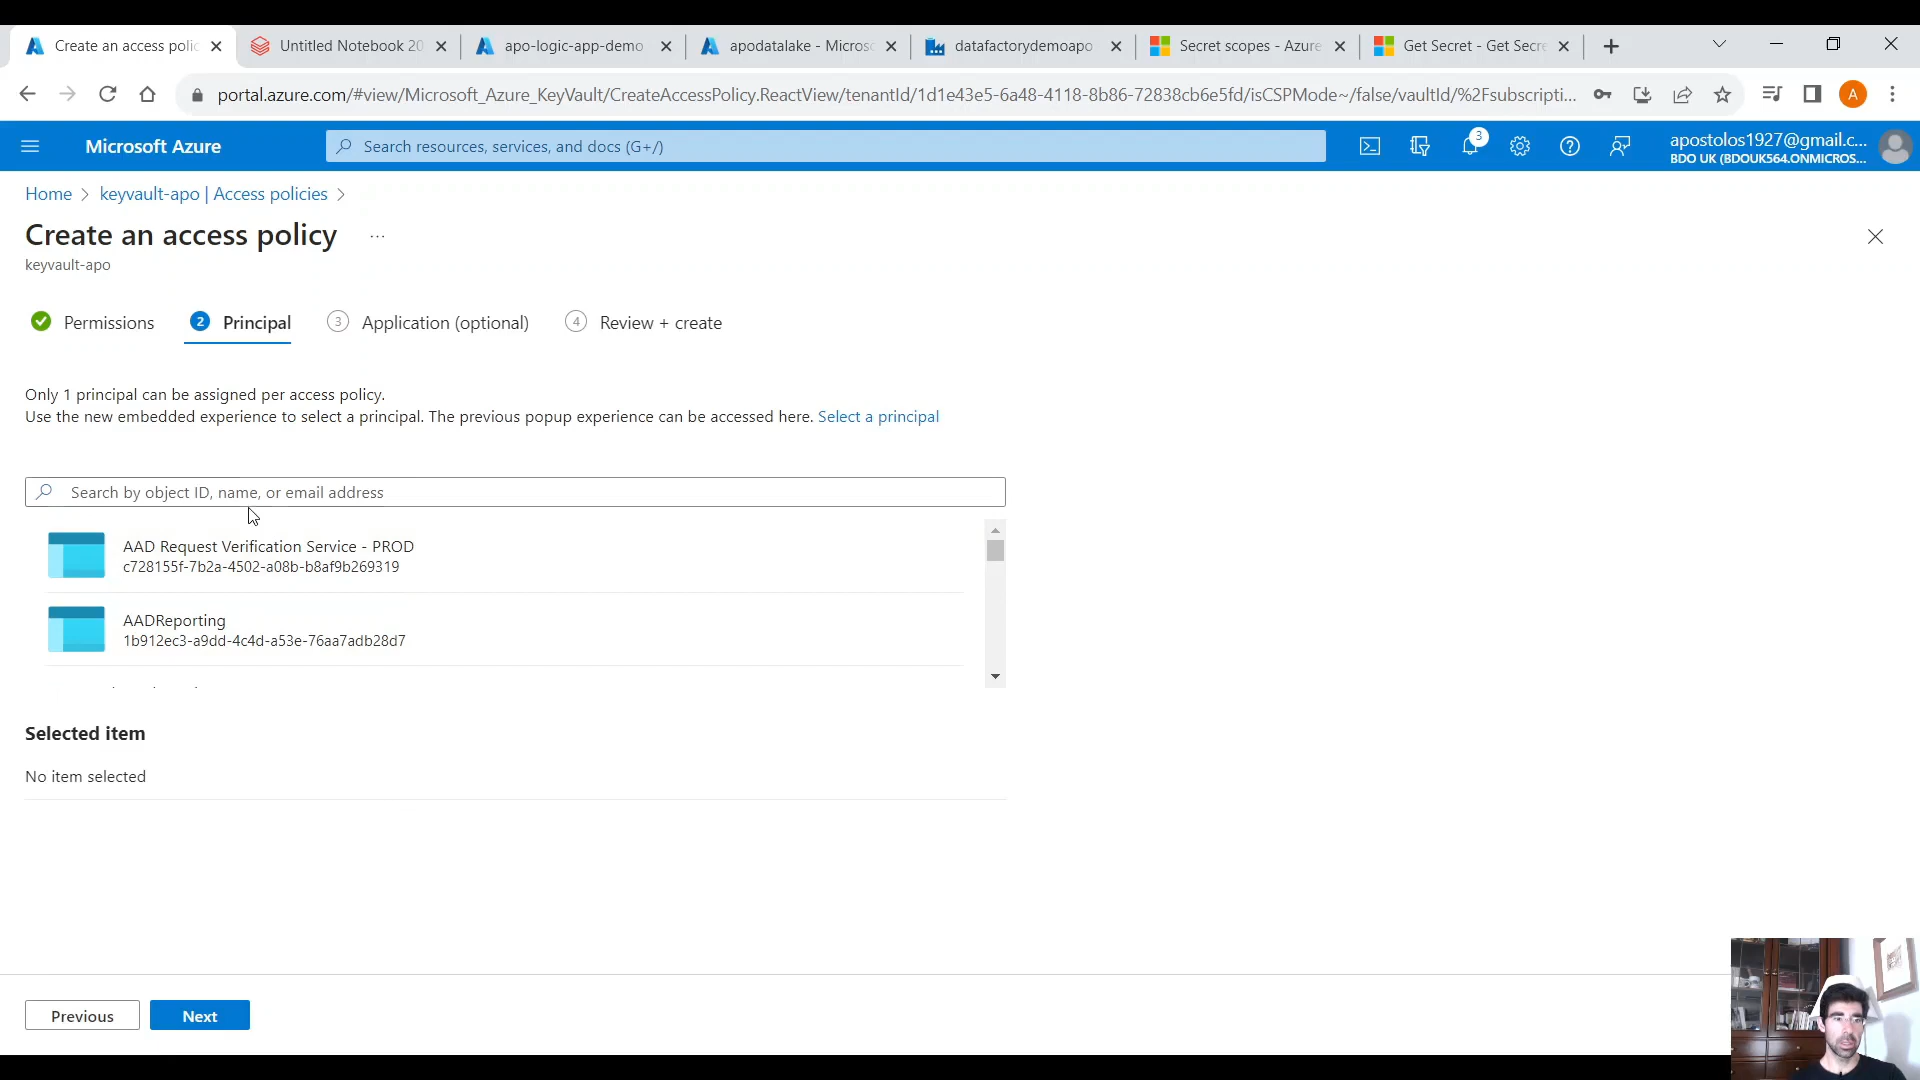 Create an access polic
Untitled Notebook 20
apo-logic-app-demo
apodatalake - Microsc
datafactorydemoapo
Secret scopes - Azure
Get Secret - Get Secre
portal.azure.com/#view/Microsoft_Azure_KeyVault/CreateAccessPolicy.ReactView/tenantId/1d1e43e5-6a48-4118-8b86-72838cb6e5fd/isCSPMode~/false/vaultId/%2Fsubscripti...
A
Microsoft Azure
Search resources, services, and docs (G+/)
3
apostolos1927@gmail.c...
BDO UK (BDOUK564.ONMICROS...
Home > keyvault-apo | Access policies >
Create an access policy ...
keyvault-apo
Permissions
2 Principal
3 Application (optional)
4 Review + create
Only 1 principal can be assigned per access policy.
Use the new embedded experience to select a principal. The previous popup experience can be accessed here. Select a principal
Search by object ID, name, or email address
AAD Request Verification Service - PROD
c728155f-7b2a-4502-a08b-b8af9b269319
AADReporting
1b912ec3-a9dd-4c4d-a53e-76aa7adb28d7
Selected item
No item selected
Previous
Next